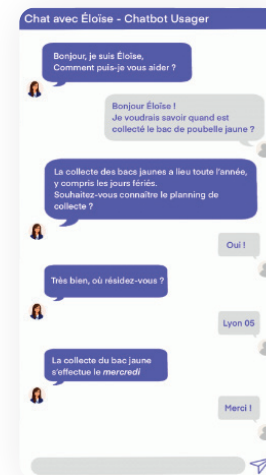 Chat avec Éloïse - Chatbot Usager
Bonjour, je suis Éloïse,
Comment puis-je vous aider ?
Bonjour Éloïse !
Je voudrais savoir quand est
collecté le bac de poubelle jaune ?
La collecte des bacs jaunes a lieu toute l'année,
y compris les jours fériés.
Souhaitez-vous connaître le planning de
collecte ?
Oui !
Très bien, où résidez-vous ?
Lyon 05
La collecte du bac jaune
s'effectue le mercredi
Merci !